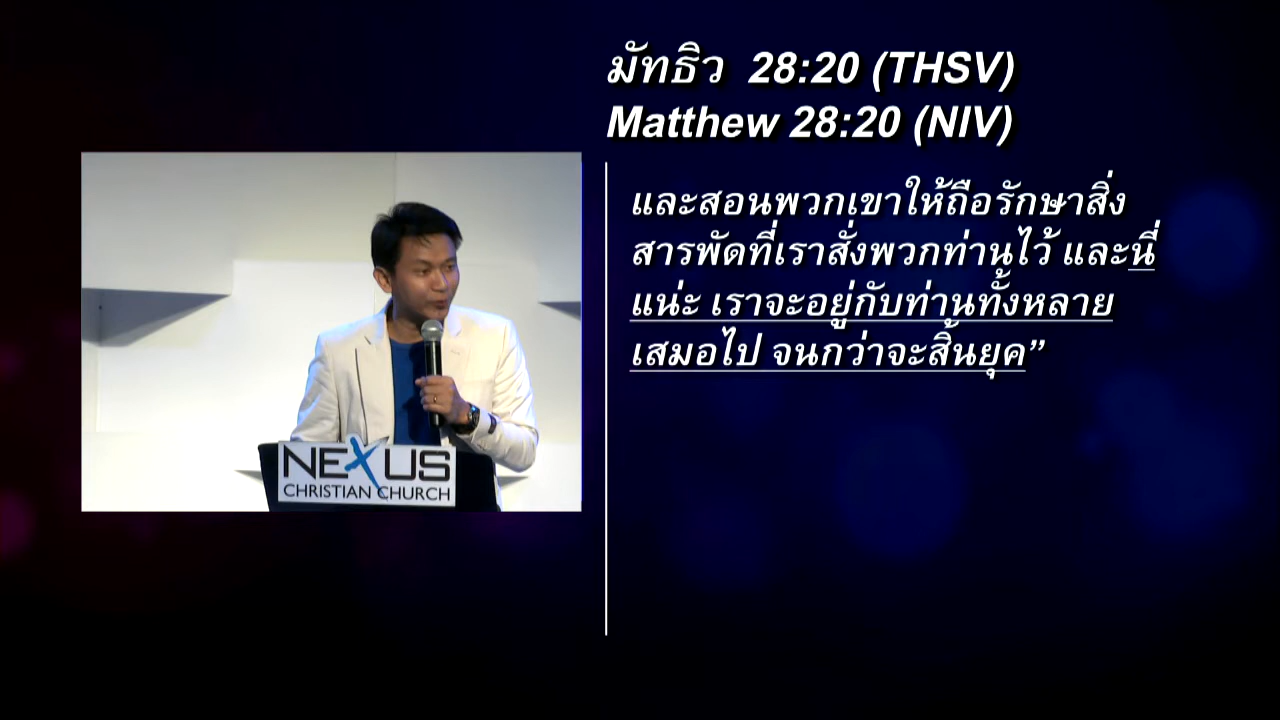 มัทธิว 28:20 (THSV)
Matthew 28:20 (NIV)
และสอนพวกเขาให้ถือรักษาสิ่ง
สารพัดที่เราสั่งพวกท่านไว้ และนี่
แน่ะ เราจะอยู่กับท่านทั้งหลาย
เสมอไป จนกว่าจะสิ้นยุค”
NEXUS
CHRISTIAN CHURCH